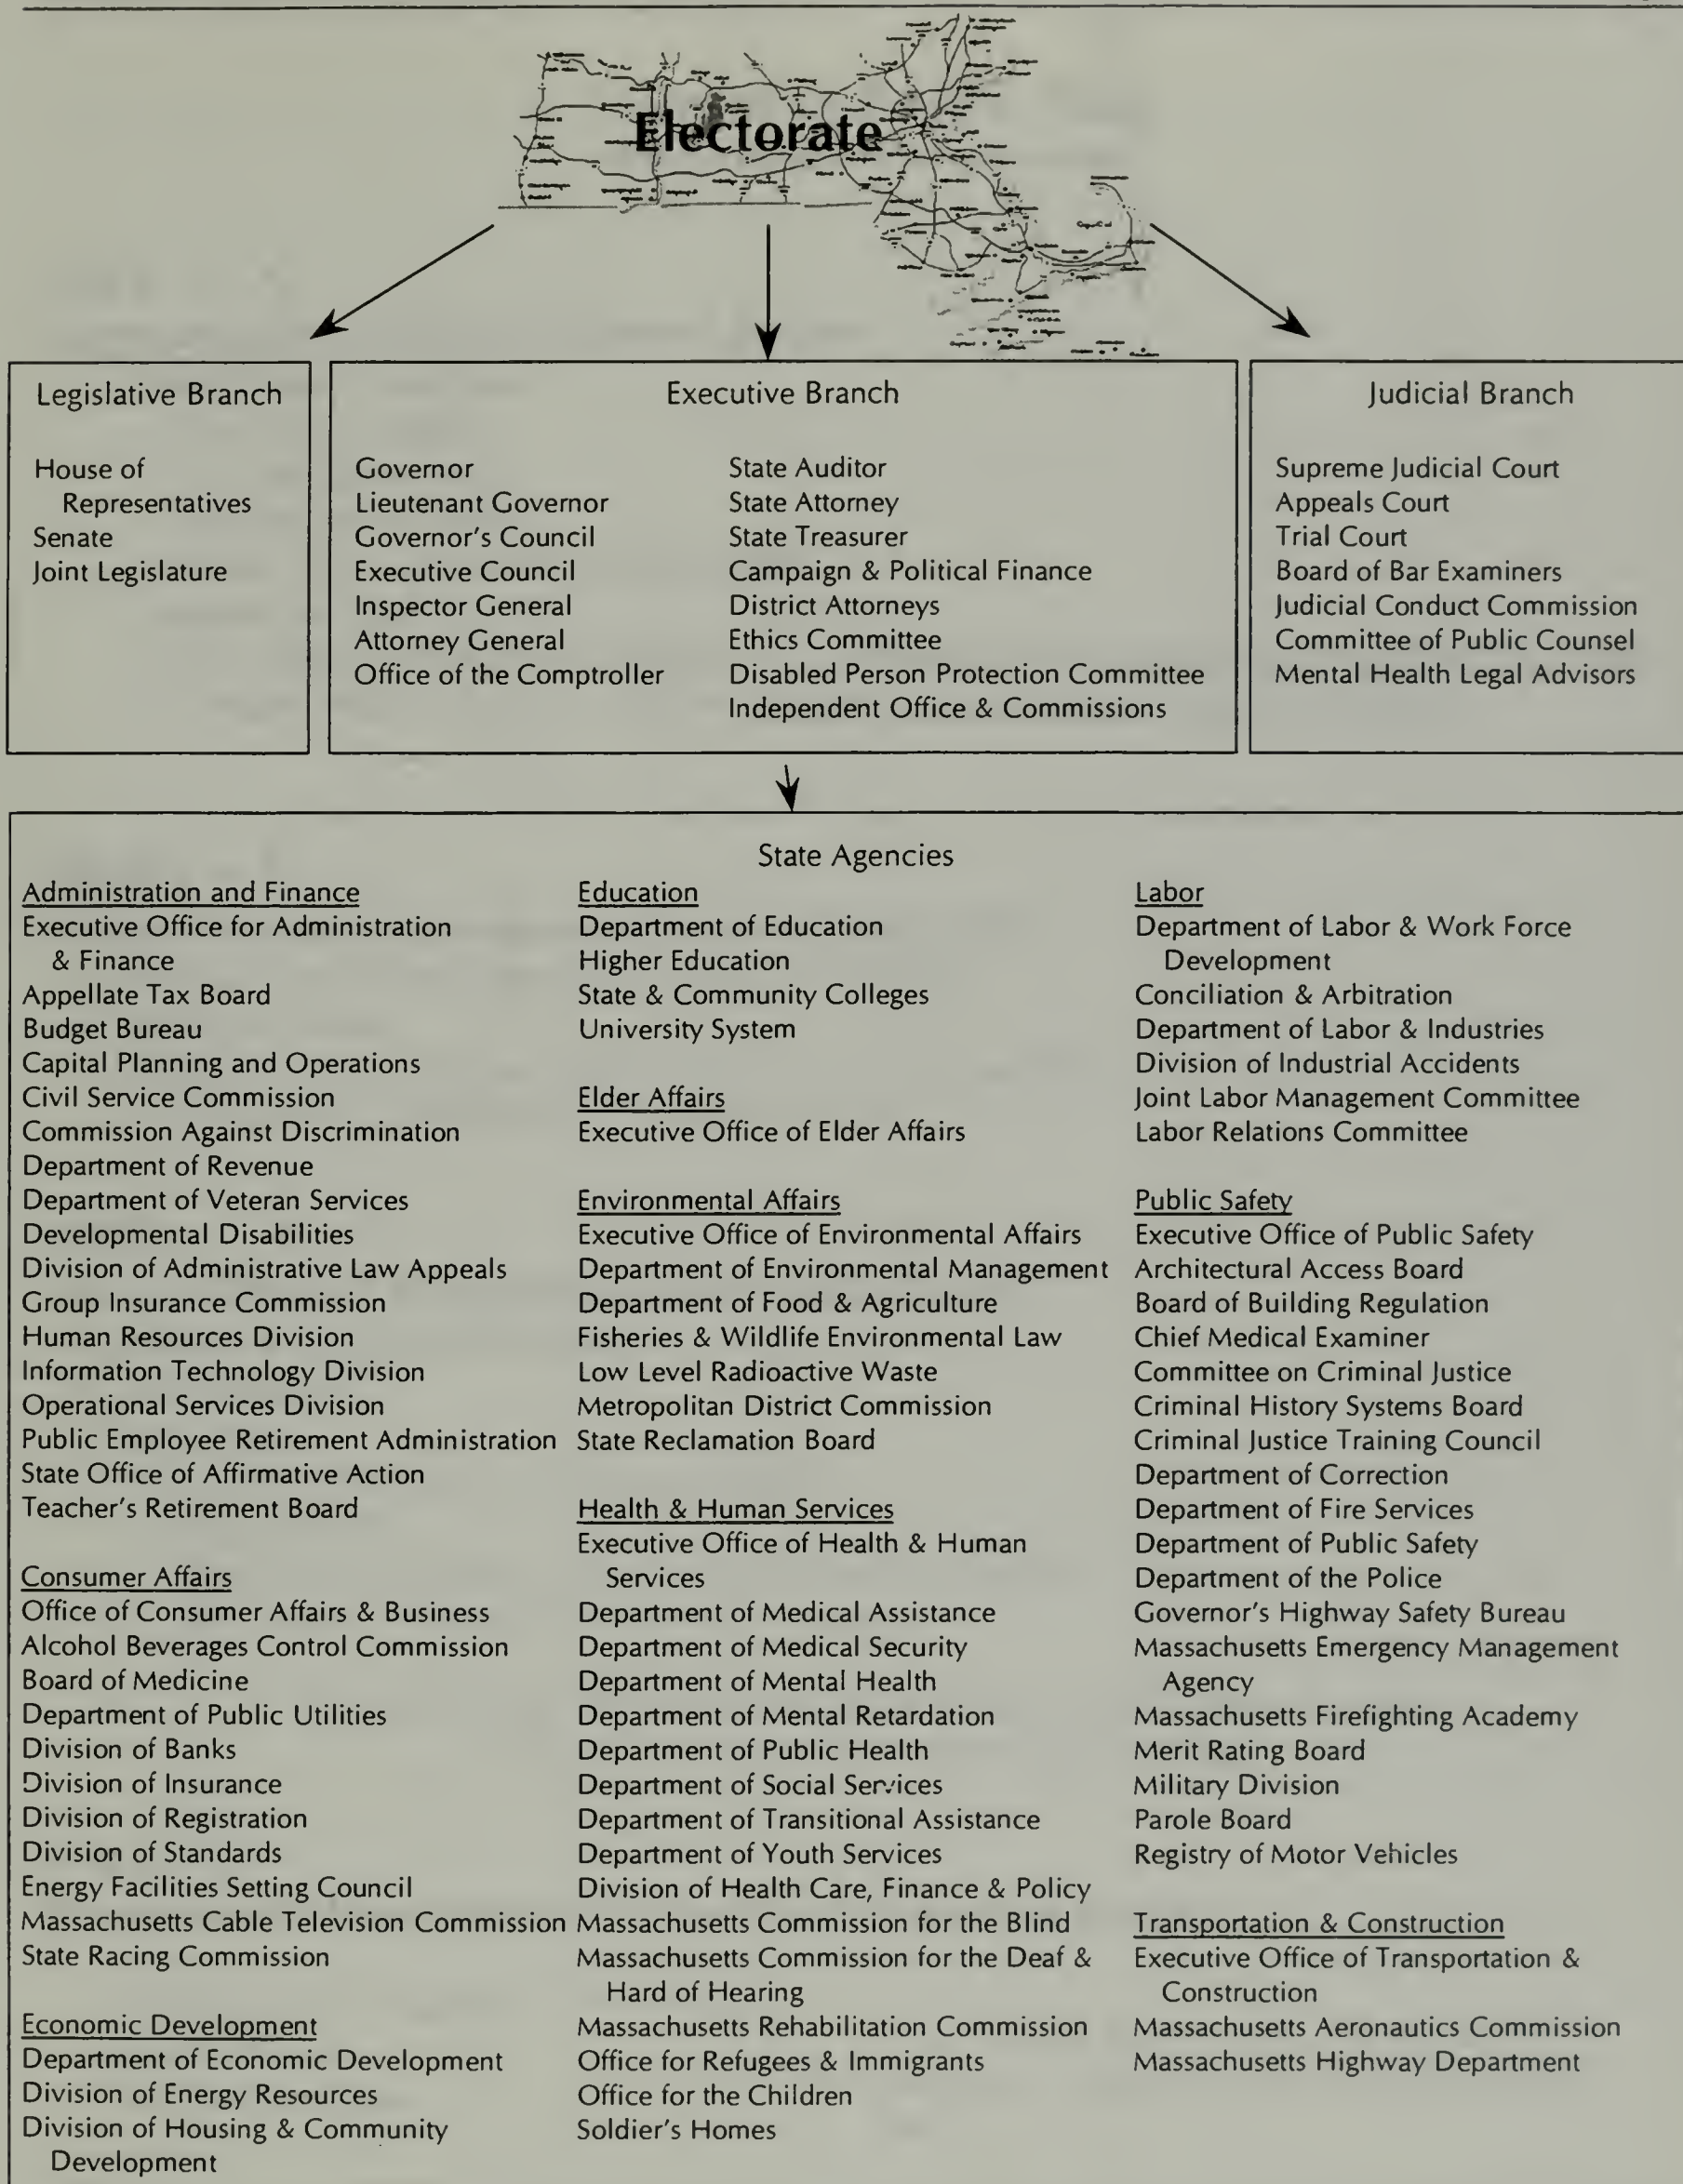 Electorate
Legislative Branch
House of
Representatives
Senate
Joint Legislature
Executive Branch
Governor
Lieutenant Governor
Governor's Council
Executive Council
Inspector General
Attorney General
Office of the Comptroller
State Auditor
State Attorney
State Treasurer
Campaign & Political Finance
District Attorneys
Ethics Committee
Disabled Person Protection Committee
Independent Office & Commissions
Judicial Branch
Supreme Judicial Court
Appeals Court
Trial Court
Board of Bar Examiners
Judicial Conduct Commission
Committee of Public Counsel
Mental Health Legal Advisors
State Agencies
Administration and Finance
Executive Office for Administration
& Finance
Appellate Tax Board
Budget Bureau
Capital Planning and Operations
Civil Service Commission
Commission Against Discrimination
Department of Revenue
Department of Veteran Services
Developmental Disabilities
Division of Administrative Law Appeals
Group Insurance Commission
Human Resources Division
Information Technology Division
Operational Services Division
Public Employee Retirement Administration
State Office of Affirmative Action
Teacher's Retirement Board
Consumer Affairs
Office of Consumer Affairs & Business
Alcohol Beverages Control Commission
Board of Medicine
Department of Public Utilities
Division of Banks
Division of Insurance
Division of Registration
Division of Standards
Energy Facilities Setting Council
Massachusetts Cable Television Commission
State Racing Commission
Economic Development
Department of Economic Development
Division of Energy Resources
Division of Housing & Community
Development
Education
Department of Education
Higher Education
State & Community Colleges
University System
Elder Affairs
Executive Office of Elder Affairs
Environmental Affairs
Executive Office of Environmental Affairs
Department of Environmental Management
Department of Food & Agriculture
Fisheries & Wildlife Environmental Law
Low Level Radioactive Waste
Metropolitan District Commission
State Reclamation Board
Health & Human Services
Executive Office of Health & Human
Services
Department of Medical Assistance
Department of Medical Security
Department of Mental Health
Department of Mental Retardation
Department of Public Health
Department of Social Services
Department of Transitional Assistance
Department of Youth Services
Division of Health Care, Finance & Policy
Massachusetts Commission for the Blind
Massachusetts Commission for the Deaf &
Hard of Hearing
Massachusetts Rehabilitation Commission
Office for Refugees & Immigrants
Office for the Children
Soldier's Homes
Labor
Department of Labor & Work Force
Development
Conciliation & Arbitration
Department of Labor & Industries
Division of Industrial Accidents
Joint Labor Management Committee
Labor Relations Committee
Public Safety
Executive Office of Public Safety
Architectural Access Board
Board of Building Regulation
Chief Medical Examiner
Committee on Criminal Justice
Criminal History Systems Board
Criminal Justice Training Council
Department of Correction
Department of Fire Services
Department of Public Safety
Department of the Police
Governor's Highway Safety Bureau
Massachusetts Emergency Management
Agency
Massachusetts Firefighting Academy
Merit Rating Board
Military Division
Parole Board
Registry of Motor Vehicles
Transportation & Construction
Executive Office of Transportation &
Construction
Massachusetts Aeronautics Commission
Massachusetts Highway Department